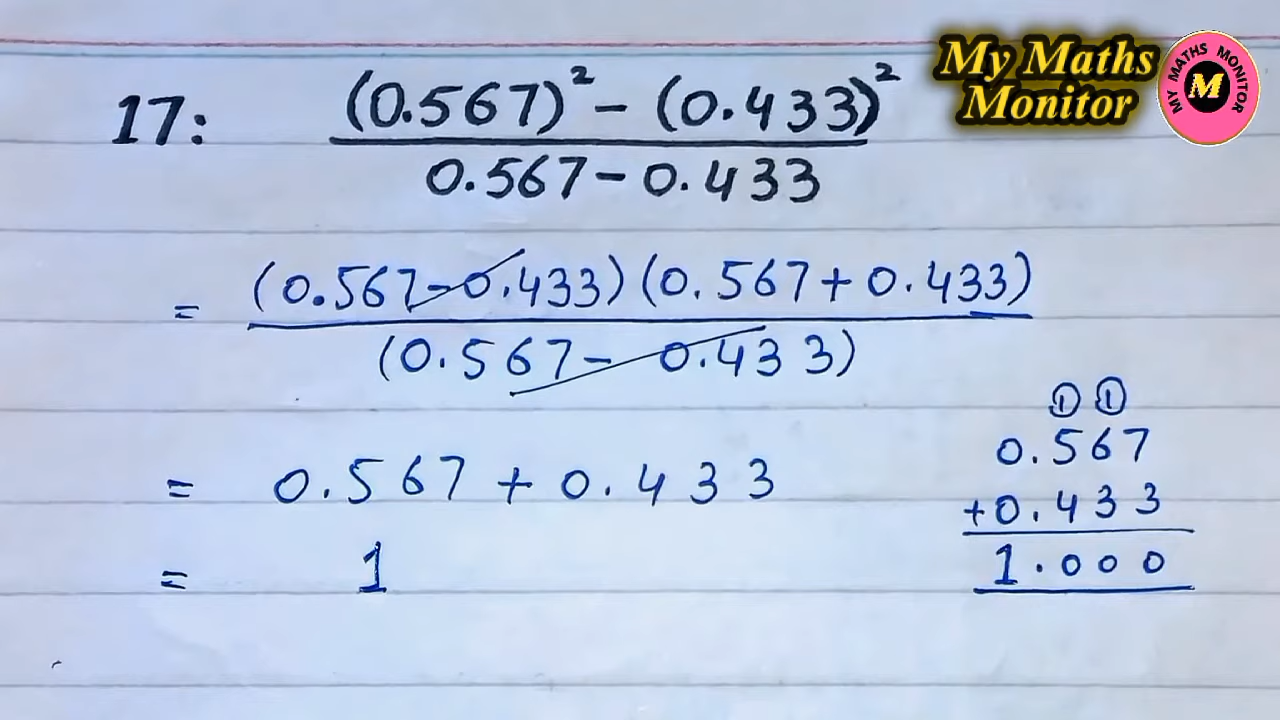 My Maths
Monitor
MY MATHS MONITOR
M
17: (0.567)² - (0.433)²
0.567 - 0.433
= (0.567 - 0.433) (0.567 + 0.433)
(0.567 - 0.433)
= 0.567 + 0.433
= 1
① ①
0.567
+0.433
1.000